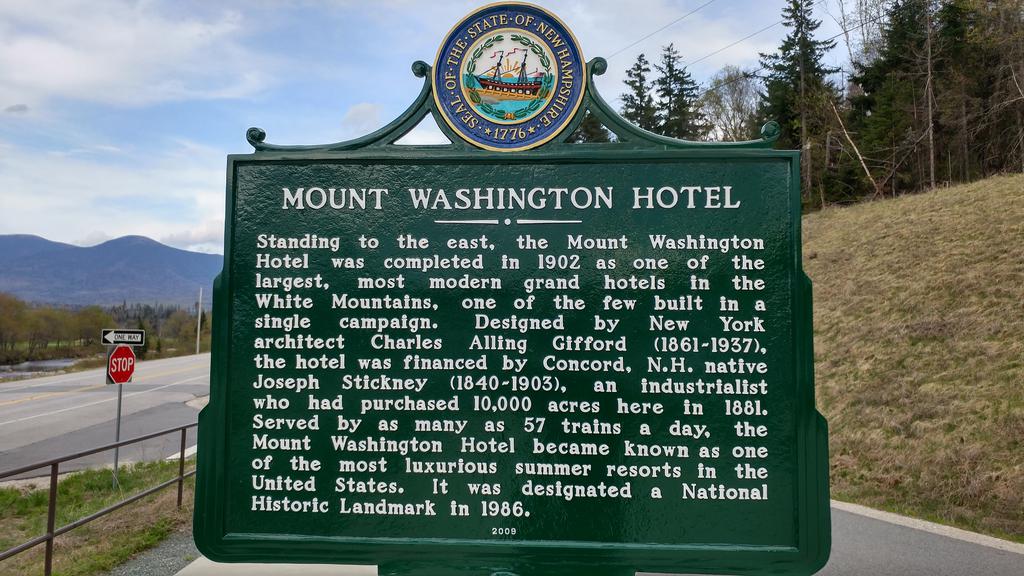 SEAL·OF·THE·STATE·OF·NEW HAMPSHIRE·
★1776★
MOUNT WASHINGTON HOTEL
Standing to the east, the Mount Washington
Hotel was completed in 1902 as one of the
largest, most modern grand hotels in the
White Mountains, one of the few built in a
single campaign. Designed by New York
architect Charles Alling Gifford (1861-1937),
the hotel was financed by Concord, N.H. native
Joseph Stickney (1840-1903), an industrialist
who had purchased 10,000 acres here in 1881.
Served by as many as 57 trains a day, the
Mount Washington Hotel became known as one
of the most luxurious summer resorts in the
United States. It was designated a National
Historic Landmark in 1986.
2009
ONE WAY
STOP